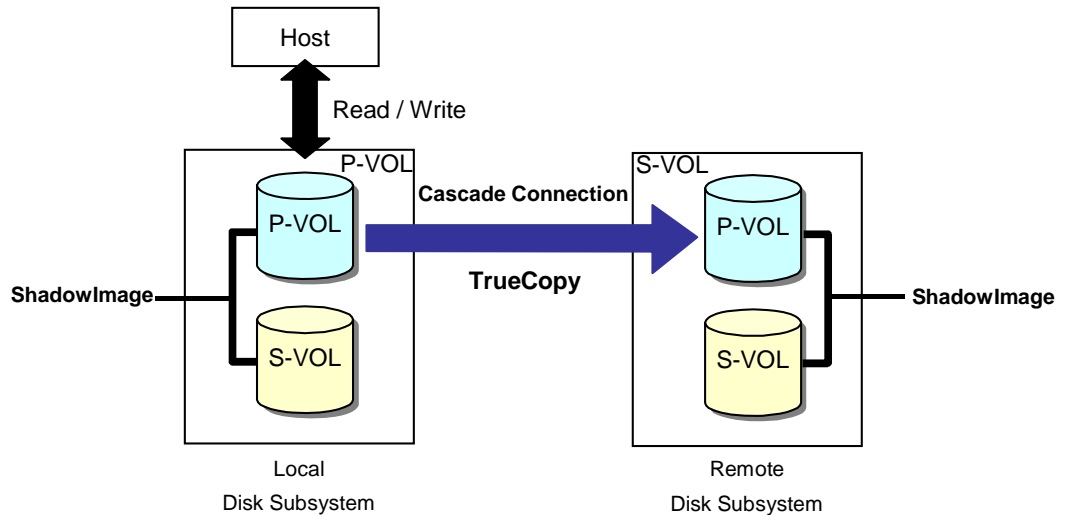 Host
Read / Write
P-VOL
S-VOL
Cascade Connection
P-VOL
P-VOL
TrueCopy
ShadowImage
ShadowImage
S-VOL
S-VOL
Local
Disk Subsystem
Remote
Disk Subsystem